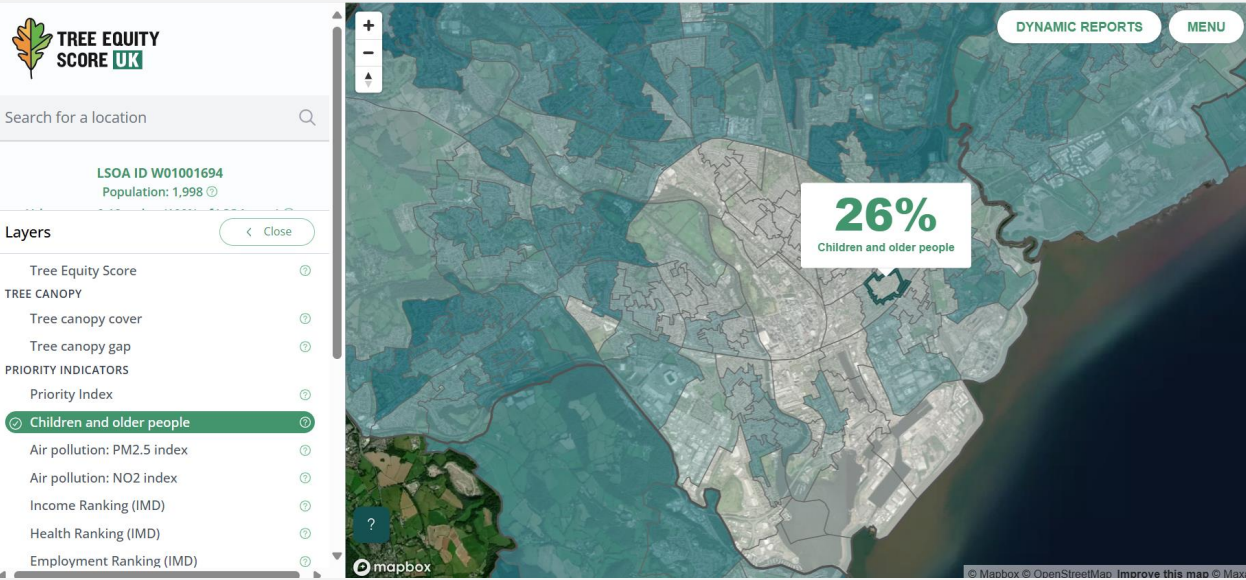 TREE EQUITY
SCORE UK
Search for a location
LSOA ID W01001694
Population: 1,998
Layers
Close
Tree Equity Score
TREE CANOPY
Tree canopy cover
Tree canopy gap
PRIORITY INDICATORS
Priority Index
Children and older people
Air pollution: PM2.5 index
Air pollution: NO2 index
Income Ranking (IMD)
Health Ranking (IMD)
Employment Ranking (IMD)
DYNAMIC REPORTS
MENU
26%
Children and older people
?
mapbox
© Mapbox © OpenStreetMap Improve this map © Max